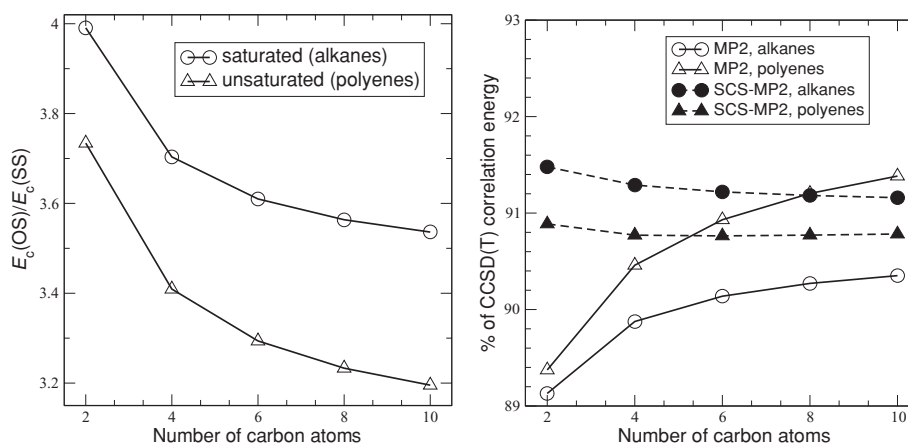 4
3.8
3.6
3.4
3.2
2
4
6
8
10
E_c(OS)/E_c(SS)
Number of carbon atoms
saturated (alkanes)
unsaturated (polyenes)
93
92
91
90
89
2
4
6
8
10
% of CCSD(T) correlation energy
Number of carbon atoms
MP2, alkanes
MP2, polyenes
SCS-MP2, alkanes
SCS-MP2, polyenes